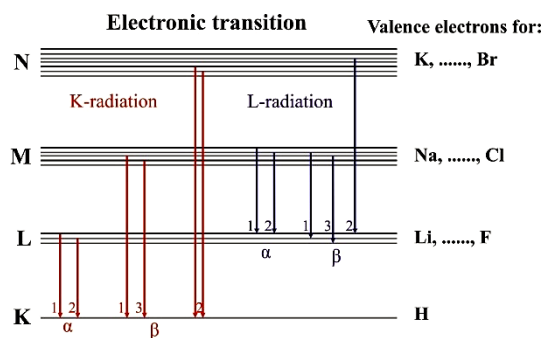 Electronic transition
Valence electrons for:
N
K, ......, Br
K-radiation
L-radiation
M
Na, ......, Cl
1 2 1 3 2
L
Li, ......, F
α
β
1 2 1 3 2
K
H
α
β